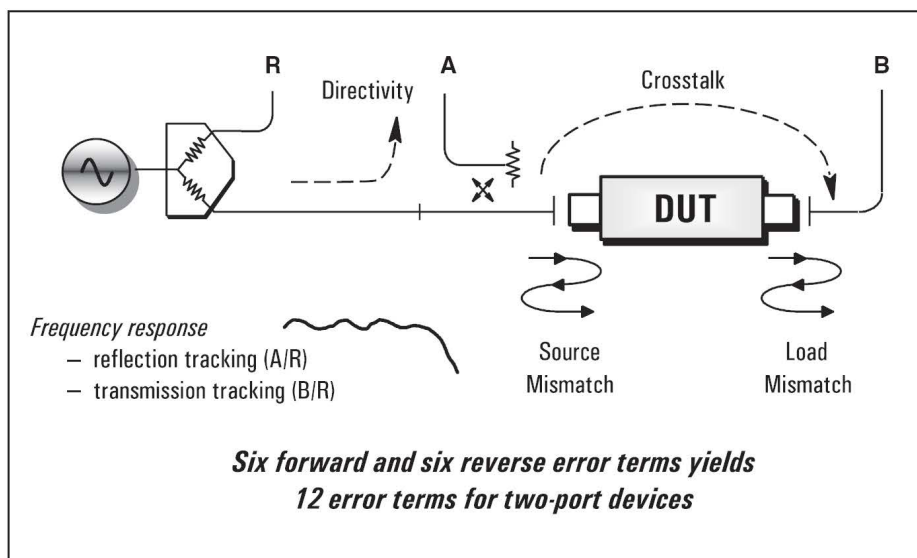 R
A
B
Directivity
Crosstalk
DUT
Frequency response
– reflection tracking (A/R)
– transmission tracking (B/R)
Source
Mismatch
Load
Mismatch
Six forward and six reverse error terms yields
12 error terms for two-port devices